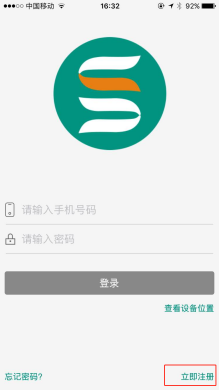 中国移动 16:32 92%
请输入手机号码
请输入密码
登录
查看设备位置
忘记密码? 立即注册